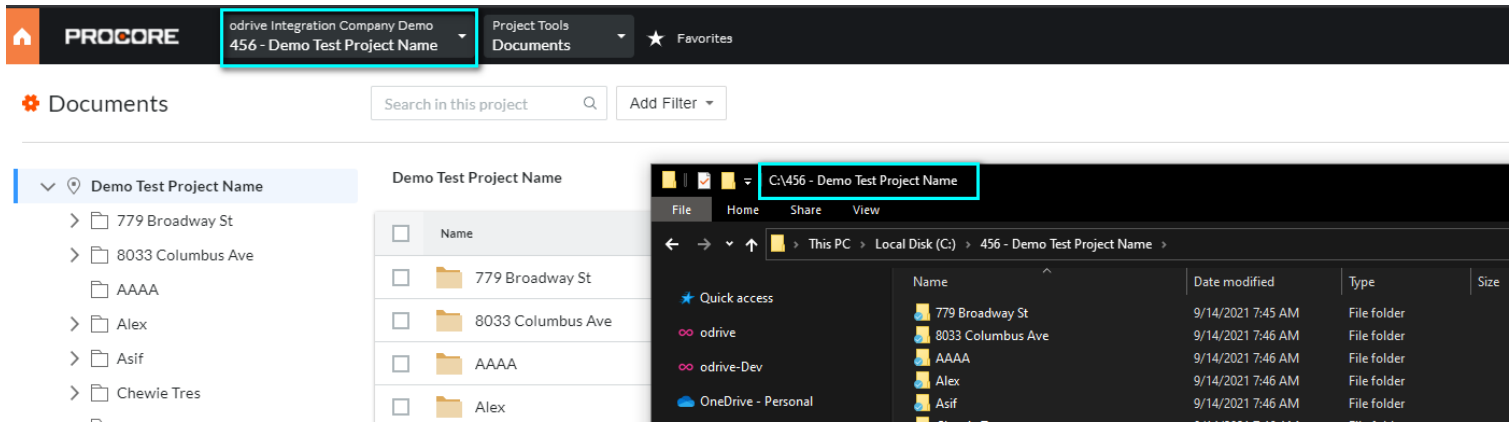 PROCORE
odrive Integration Company Demo
456 - Demo Test Project Name
Project Tools
Documents
Favorites
Documents
Search in this project
Add Filter
Demo Test Project Name
779 Broadway St
8033 Columbus Ave
AAAA
Alex
Asif
Chewie Tres
Demo Test Project Name
Name
779 Broadway St
8033 Columbus Ave
AAAA
Alex
C:\456 - Demo Test Project Name
File Home Share View
This PC > Local Disk (C:) > 456 - Demo Test Project Name >
Quick access
odrive
odrive-Dev
OneDrive - Personal
Name Date modified Type Size
779 Broadway St 9/14/2021 7:45 AM File folder
8033 Columbus Ave 9/14/2021 7:46 AM File folder
AAAA 9/14/2021 7:46 AM File folder
Alex 9/14/2021 7:46 AM File folder
Asif 9/14/2021 7:46 AM File folder